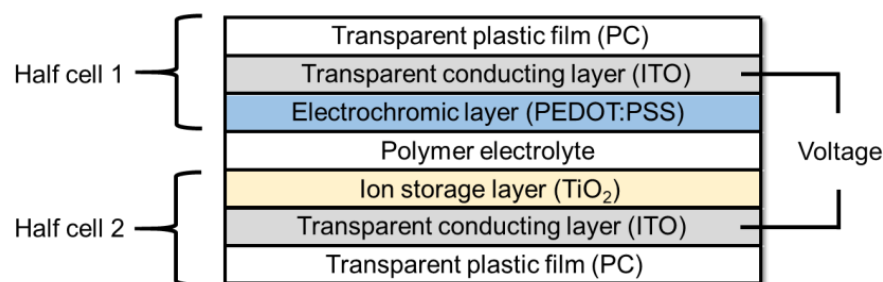 Transparent plastic film (PC)
Half cell 1
Transparent conducting layer (ITO)
Electrochromic layer (PEDOT:PSS)
Polymer electrolyte
Voltage
Ion storage layer (TiO₂)
Half cell 2
Transparent conducting layer (ITO)
Transparent plastic film (PC)